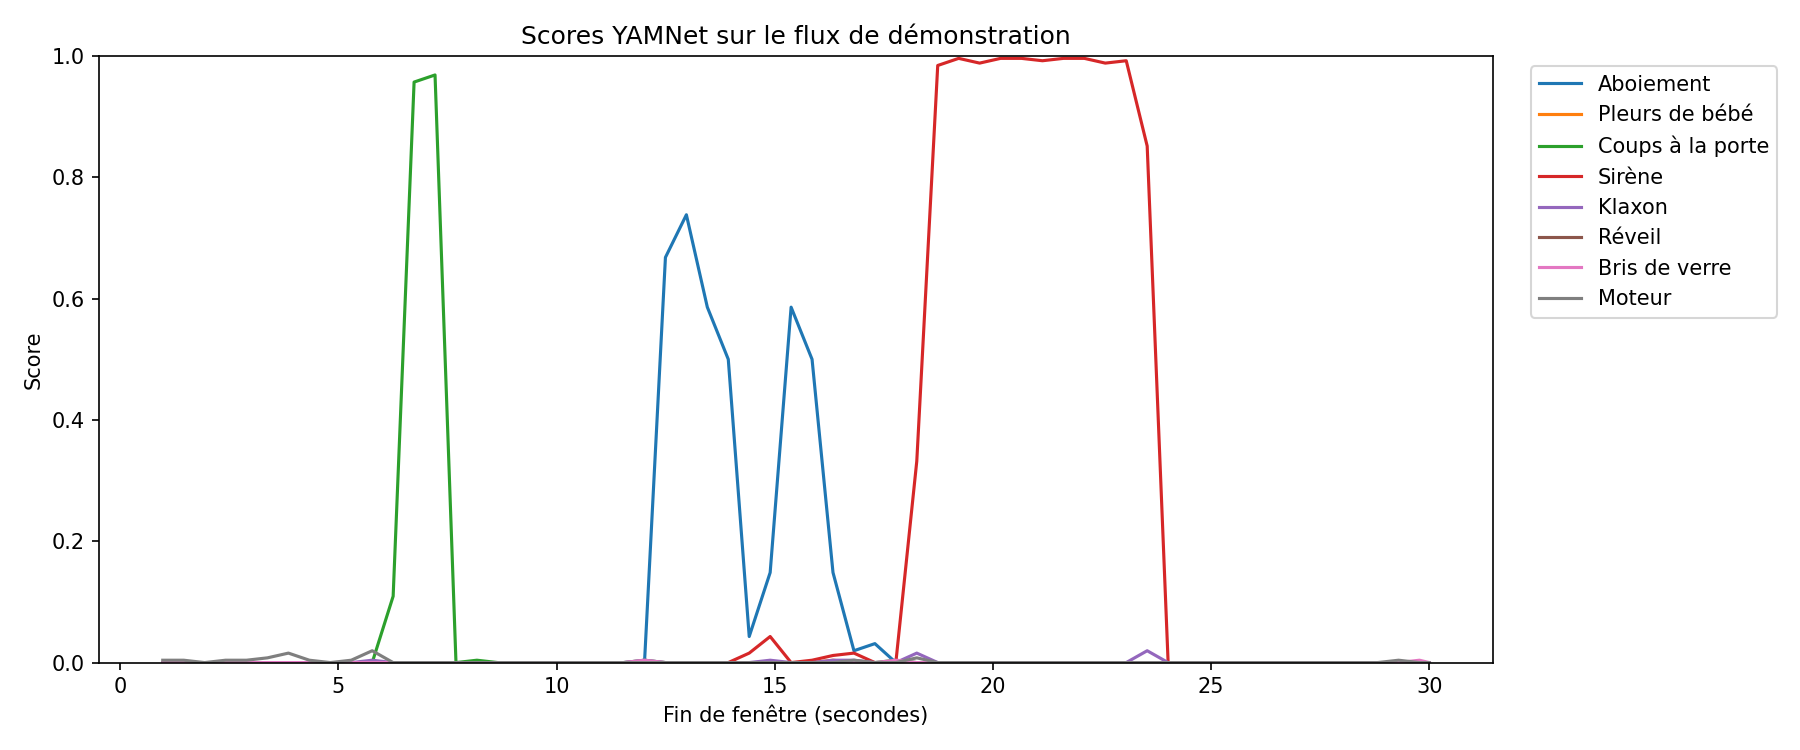 Scores YAMNet sur le flux de démonstration
1.0
0.8
0.6
0.4
0.2
0.0
Score
0
5
10
15
20
25
30
Fin de fenêtre (secondes)
Aboiement
Pleurs de bébé
Coups à la porte
Sirène
Klaxon
Réveil
Bris de verre
Moteur